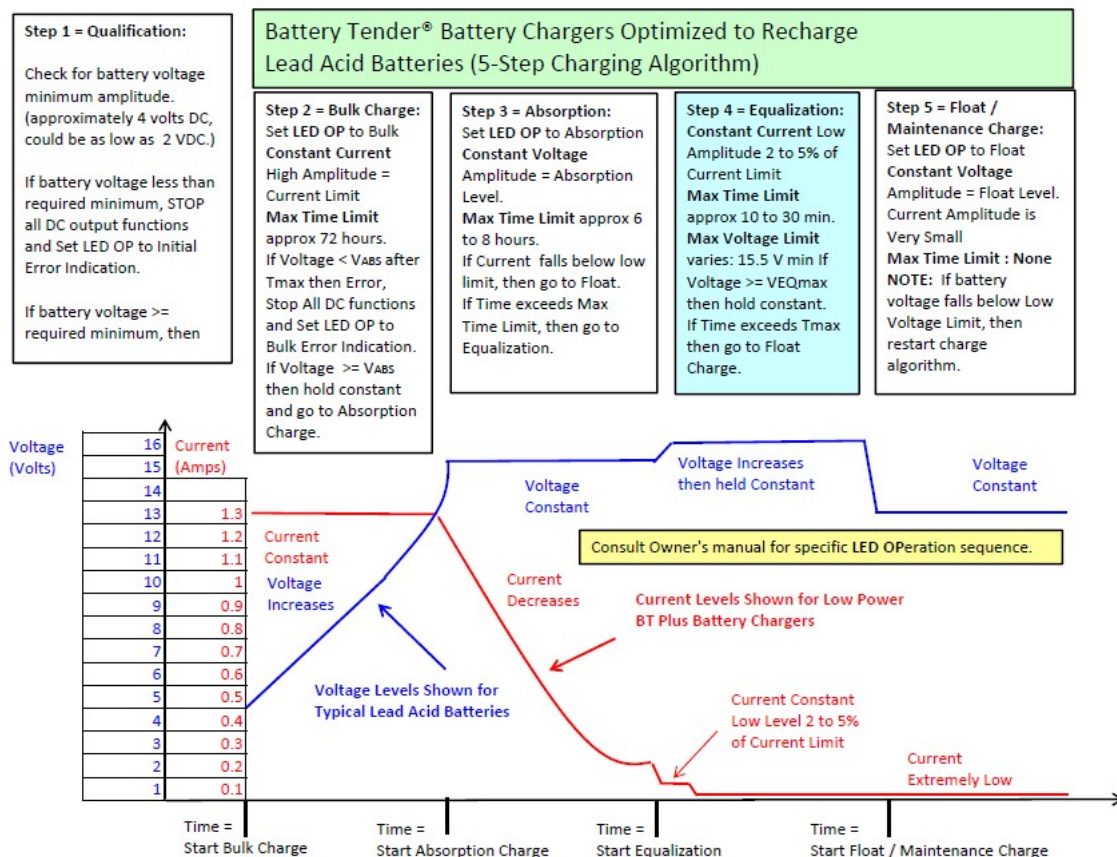 Step 1 = Qualification:
Check for battery voltage
minimum amplitude.
(approximately 4 volts DC,
could be as low as 2 VDC.)
If battery voltage less than
required minimum, STOP
all DC output functions
and Set LED OP to Initial
Error Indication.
If battery voltage >=
required minimum, then
Battery Tender® Battery Chargers Optimized to Recharge
Lead Acid Batteries (5-Step Charging Algorithm)
Step 2 = Bulk Charge:
Set LED OP to Bulk
Constant Current
High Amplitude =
Current Limit
Max Time Limit
approx 72 hours.
If Voltage < VABS after
Tmax then Error,
Stop All DC functions
and Set LED OP to
Bulk Error Indication.
If Voltage >= VABS
then hold constant
and go to Absorption
Charge.
Step 3 = Absorption:
Set LED OP to Absorption
Constant Voltage
Amplitude = Absorption
Level.
Max Time Limit approx 6
to 8 hours.
If Current falls below low
limit, then go to Float.
If Time exceeds Max
Time Limit, then go to
Equalization.
Step 4 = Equalization:
Constant Current Low
Amplitude 2 to 5% of
Current Limit
Max Time Limit
approx 10 to 30 min.
Max Voltage Limit
varies: 15.5 V min If
Voltage >= VEQmax
then hold constant.
If Time exceeds Tmax
then go to Float
Charge.
Step 5 = Float /
Maintenance Charge:
Set LED OP to Float
Constant Voltage
Amplitude = Float Level.
Current Amplitude is
Very Small
Max Time Limit : None
NOTE: If battery
voltage falls below Low
Voltage Limit, then
restart charge
algorithm.
Voltage
(Volts)
16
15
14
13
12
11
10
9
8
7
6
5
4
3
2
1
Current
(Amps)
1.3
1.2
1.1
1
0.9
0.8
0.7
0.6
0.5
0.4
0.3
0.2
0.1
Current
Constant
Voltage
Increases
Voltage
Constant
Voltage Increases
then held Constant
Voltage
Constant
Consult Owner's manual for specific LED OPeration sequence.
Current
Decreases
Current Levels Shown for Low Power
BT Plus Battery Chargers
Voltage Levels Shown for
Typical Lead Acid Batteries
Current Constant
Low Level 2 to 5%
of Current Limit
Current
Extremely Low
Time =
Start Bulk Charge
Time =
Start Absorption Charge
Time =
Start Equalization
Time =
Start Float / Maintenance Charge